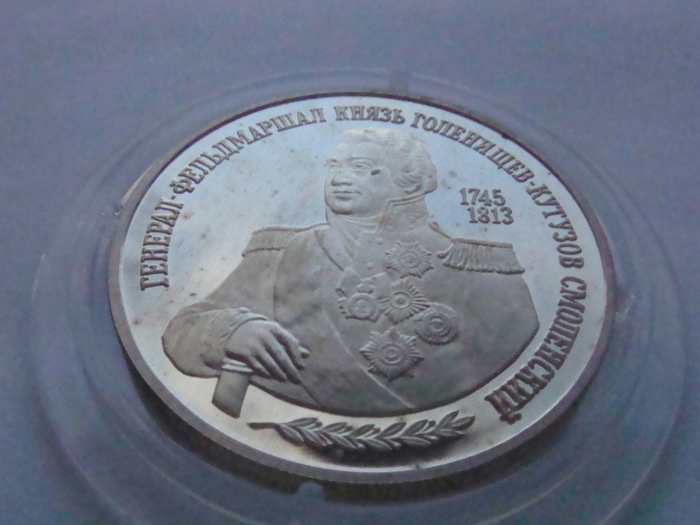 ГЕНЕРАЛ-ФЕЛЬДМАРШАЛ КНЯЗЬ ГОЛЕНИЩЕВ-КУТУЗОВ СМОЛЕНСКИЙ
1745
1813